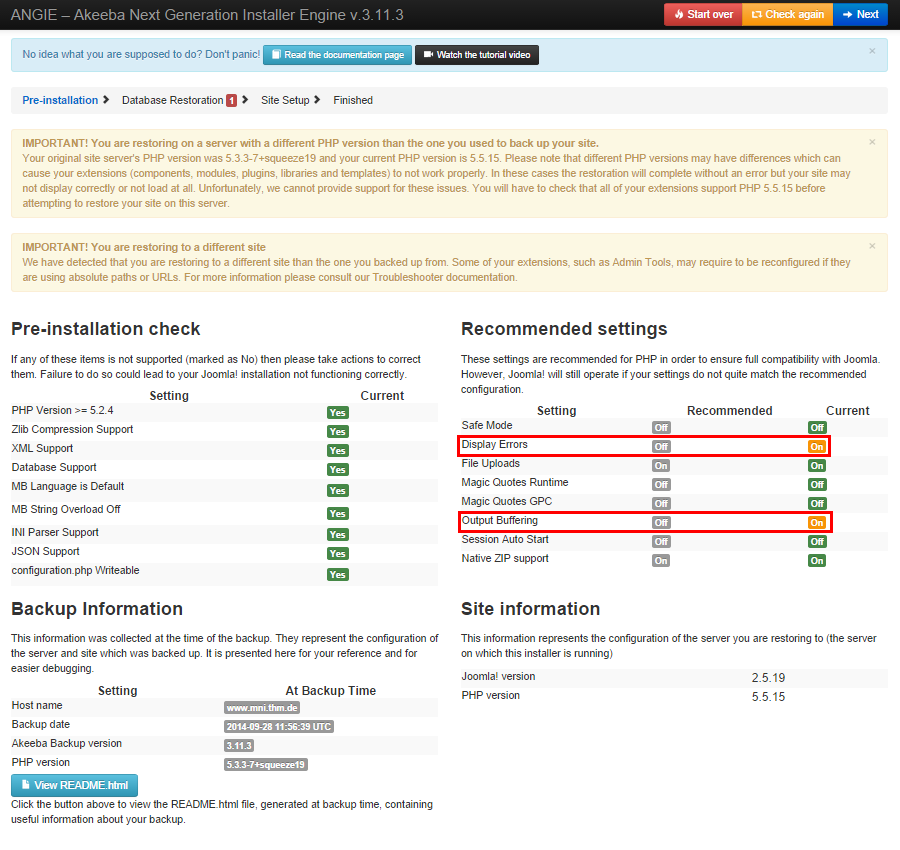 ANGIE – Akeeba Next Generation Installer Engine v.3.11.3
Start over Check again Next
No idea what you are supposed to do? Don't panic! Read the documentation page Watch the tutorial video ×
Pre-installation Database Restoration 1 Site Setup Finished
IMPORTANT! You are restoring on a server with a different PHP version than the one you used to back up your site. ×
Your original site server's PHP version was 5.3.3-7+squeeze19 and your current PHP version is 5.5.15. Please note that different PHP versions may have differences which can
cause your extensions (components, modules, plugins, libraries and templates) to not work properly. In these cases the restoration will complete without an error but your site may
not display correctly or not load at all. Unfortunately, we cannot provide support for these issues. You will have to check that all of your extensions support PHP 5.5.15 before
attempting to restore your site on this server.
IMPORTANT! You are restoring to a different site ×
We have detected that you are restoring to a different site than the one you backed up from. Some of your extensions, such as Admin Tools, may require to be reconfigured if they
are using absolute paths or URLs. For more information please consult our Troubleshooter documentation.
Pre-installation check
If any of these items is not supported (marked as No) then please take actions to correct
them. Failure to do so could lead to your Joomla! installation not functioning correctly.
Setting Current
PHP Version >= 5.2.4 Yes
Zlib Compression Support Yes
XML Support Yes
Database Support Yes
MB Language is Default Yes
MB String Overload Off Yes
INI Parser Support Yes
JSON Support Yes
configuration.php Writeable Yes
Recommended settings
These settings are recommended for PHP in order to ensure full compatibility with Joomla.
However, Joomla! will still operate if your settings do not quite match the recommended
configuration.
Setting Recommended Current
Safe Mode Off Off
Display Errors Off On
File Uploads On On
Magic Quotes Runtime Off Off
Magic Quotes GPC Off Off
Output Buffering Off On
Session Auto Start Off Off
Native ZIP support On On
Backup Information
This information was collected at the time of the backup. They represent the configuration of
the server and site which was backed up. It is presented here for your reference and for
easier debugging.
Setting At Backup Time
Host name www.mni.thm.de
Backup date 2014-09-28 11:56:39 UTC
Akeeba Backup version 3.11.3
PHP version 5.3.3-7+squeeze19
View README.html
Click the button above to view the README.html file, generated at backup time, containing
useful information about your backup.
Site information
This information represents the configuration of the server you are restoring to (the server
on which this installer is running)
Joomla! version 2.5.19
PHP version 5.5.15